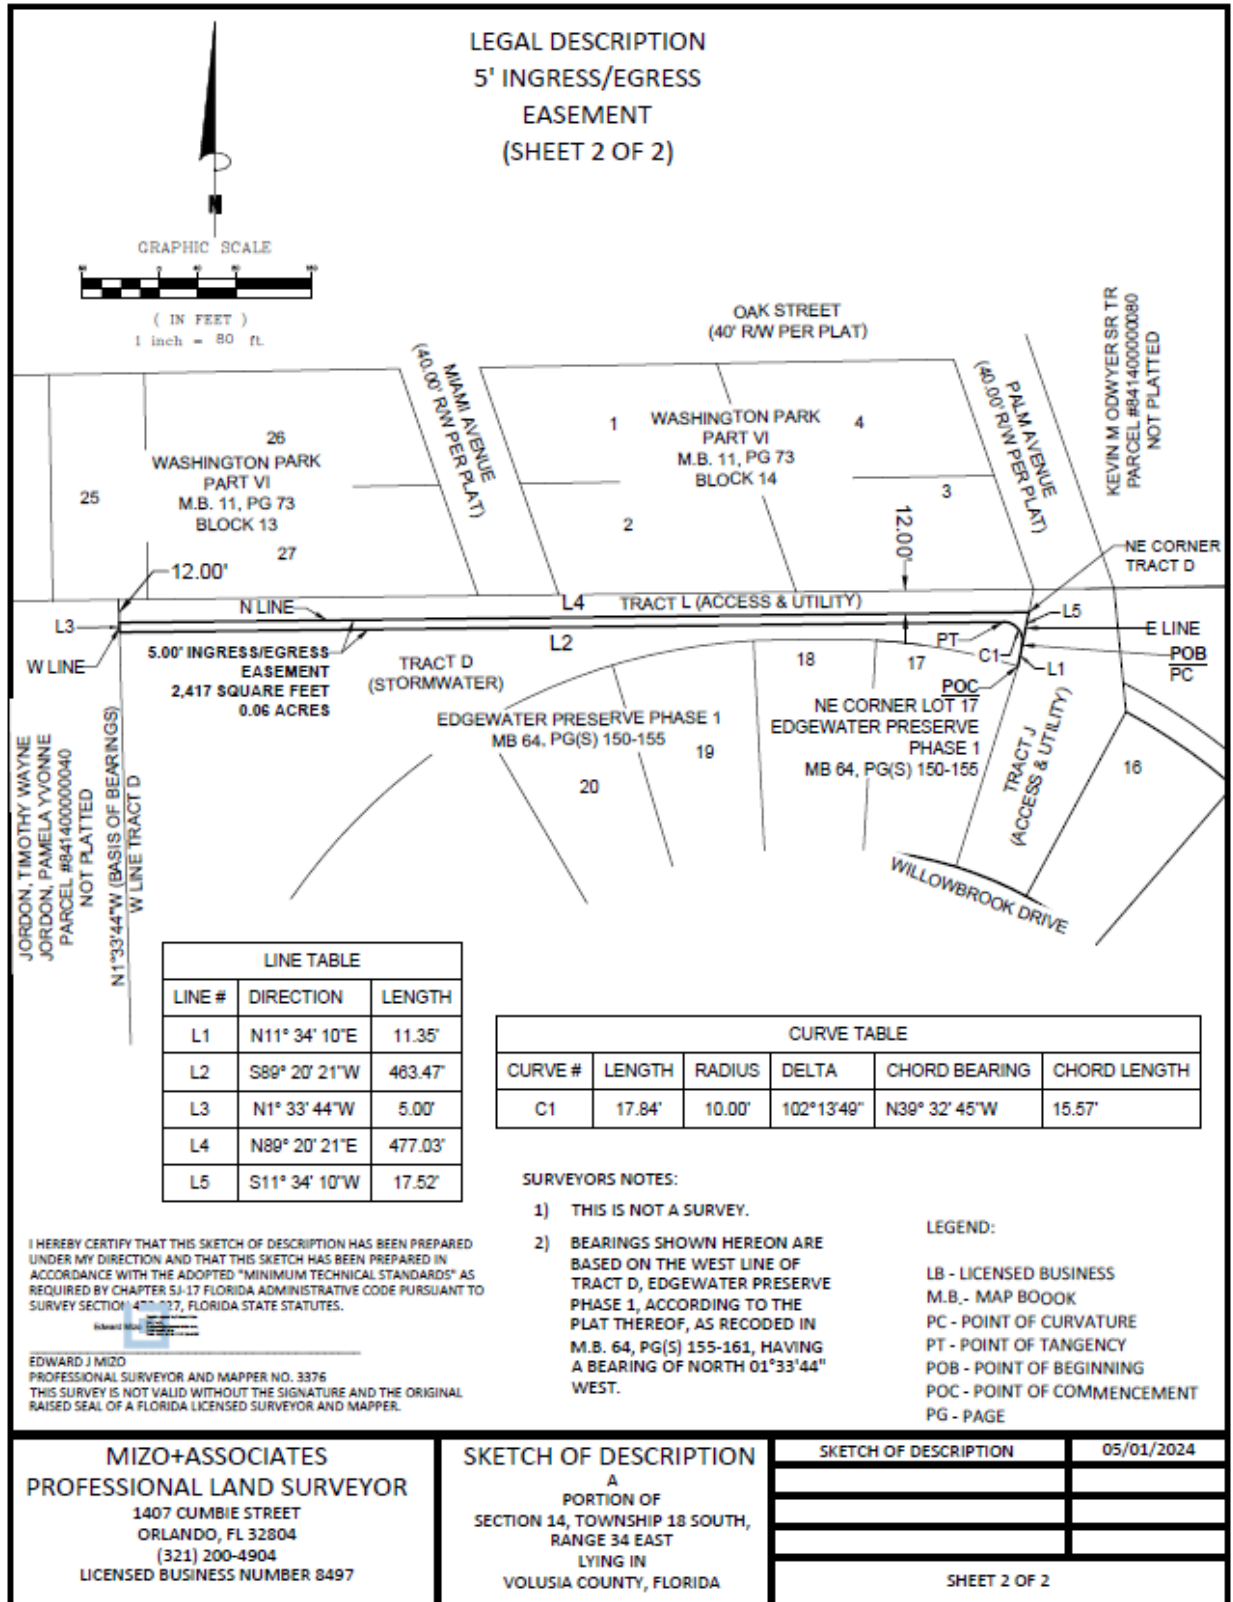 LEGAL DESCRIPTION
5' INGRESS/EGRESS
EASEMENT
(SHEET 2 OF 2)
N
GRAPHIC SCALE
( IN FEET )
1 inch = 80 ft.
OAK STREET
(40' R/W PER PLAT)
MIAMI AVENUE
(40.00' R/W PER PLAT)
PALM AVENUE
(40.00' R/W PER PLAT)
KEVIN M ODWYER SR TR
PARCEL #841400000080
NOT PLATTED
25
26
WASHINGTON PARK
PART VI
M.B. 11, PG 73
BLOCK 13
27
1
WASHINGTON PARK
PART VI
M.B. 11, PG 73
BLOCK 14
4
2
3
12.00'
12.00'
NE CORNER
TRACT D
N LINE
L4
TRACT L (ACCESS & UTILITY)
L5
L3
E LINE
W LINE
L2
PT
C1
L1
POB
PC
5.00' INGRESS/EGRESS
EASEMENT
2,417 SQUARE FEET
0.06 ACRES
TRACT D
(STORMWATER)
18
17
POC
NE CORNER LOT 17
EDGEWATER PRESERVE
PHASE 1
MB 64, PG(S) 150-155
EDGEWATER PRESERVE PHASE 1
MB 64, PG(S) 150-155
19
20
16
TRACT J
(ACCESS & UTILITY)
WILLOWBROOK DRIVE
JORDON, TIMOTHY WAYNE
JORDON, PAMELA YVONNE
PARCEL #841400000040
NOT PLATTED
N1°33'44"W (BASIS OF BEARINGS)
W LINE TRACT D
LINE TABLE
LINE # DIRECTION LENGTH
L1 N11° 34' 10"E 11.35'
L2 S89° 20' 21"W 463.47'
L3 N1° 33' 44"W 5.00'
L4 N89° 20' 21"E 477.03'
L5 S11° 34' 10"W 17.52'
CURVE TABLE
CURVE # LENGTH RADIUS DELTA CHORD BEARING CHORD LENGTH
C1 17.84' 10.00' 102°13'49" N39° 32' 45"W 15.57'
SURVEYORS NOTES:
1) THIS IS NOT A SURVEY.
2) BEARINGS SHOWN HEREON ARE
BASED ON THE WEST LINE OF
TRACT D, EDGEWATER PRESERVE
PHASE 1, ACCORDING TO THE
PLAT THEREOF, AS RECODED IN
M.B. 64, PG(S) 155-161, HAVING
A BEARING OF NORTH 01°33'44"
WEST.
LEGEND:
LB - LICENSED BUSINESS
M.B.- MAP BOOOK
PC - POINT OF CURVATURE
PT - POINT OF TANGENCY
POB - POINT OF BEGINNING
POC - POINT OF COMMENCEMENT
PG - PAGE
I HEREBY CERTIFY THAT THIS SKETCH OF DESCRIPTION HAS BEEN PREPARED
UNDER MY DIRECTION AND THAT THIS SKETCH HAS BEEN PREPARED IN
ACCORDANCE WITH THE ADOPTED "MINIMUM TECHNICAL STANDARDS" AS
REQUIRED BY CHAPTER 5J-17 FLORIDA ADMINISTRATIVE CODE PURSUANT TO
SURVEY SECTION 472.027, FLORIDA STATE STATUTES.
Edward Mizo
EDWARD J MIZO
PROFESSIONAL SURVEYOR AND MAPPER NO. 3376
THIS SURVEY IS NOT VALID WITHOUT THE SIGNATURE AND THE ORIGINAL
RAISED SEAL OF A FLORIDA LICENSED SURVEYOR AND MAPPER.
MIZO+ASSOCIATES
PROFESSIONAL LAND SURVEYOR
1407 CUMBIE STREET
ORLANDO, FL 32804
(321) 200-4904
LICENSED BUSINESS NUMBER 8497
SKETCH OF DESCRIPTION
A
PORTION OF
SECTION 14, TOWNSHIP 18 SOUTH,
RANGE 34 EAST
LYING IN
VOLUSIA COUNTY, FLORIDA
SKETCH OF DESCRIPTION 05/01/2024
SHEET 2 OF 2